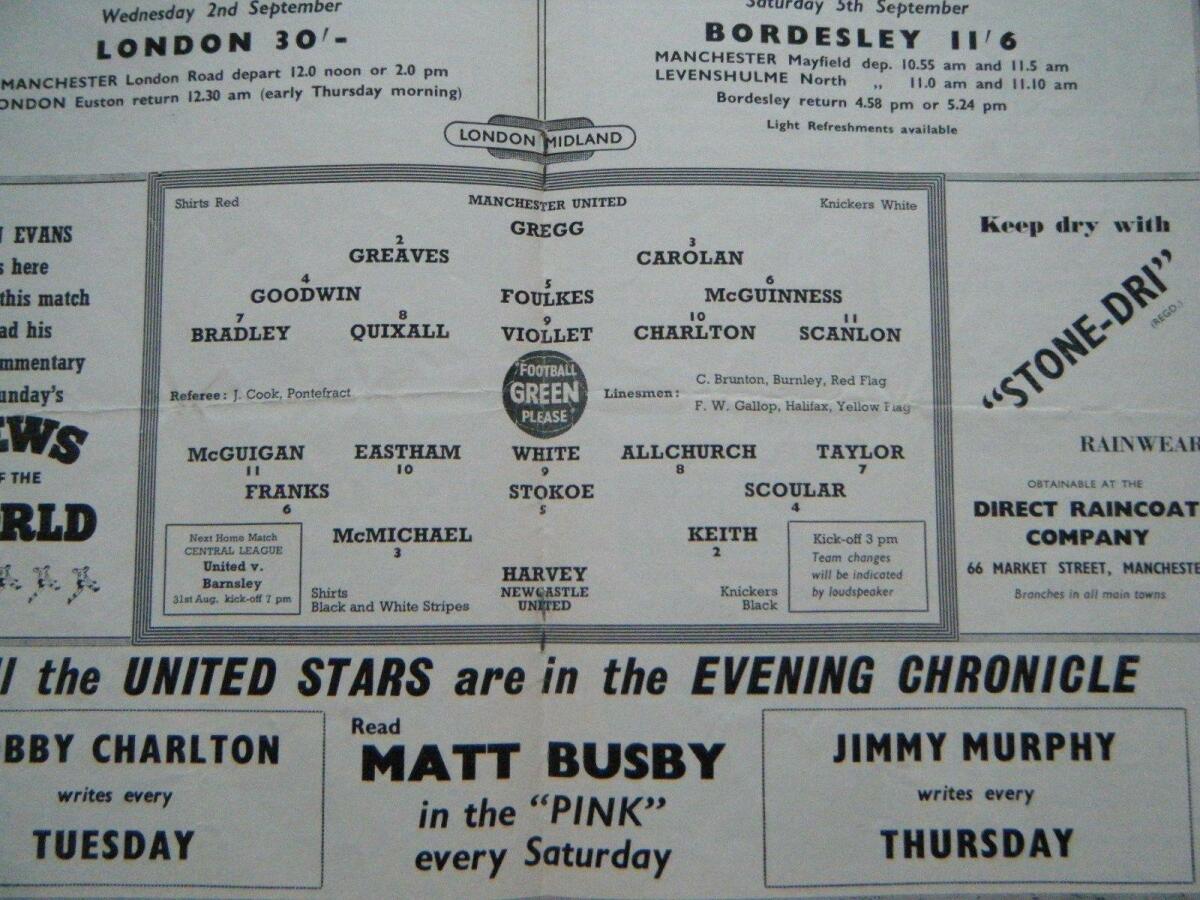 Wednesday 2nd September
LONDON 30/-
MANCHESTER London Road depart 12.0 noon or 2.0 pm
ONDON Euston return 12.30 am (early Thursday morning)
Saturday 5th September
BORDESLEY 11/6
MANCHESTER Mayfield dep. 10.55 am and 11.5 am
LEVENSHULME North ,, 11.0 am and 11.10 am
Bordesley return 4.58 pm or 5.24 pm
Light Refreshments available
LONDON MIDLAND
EVANS
s here
this match
ad his
mmentary
unday's
EWS
F THE
RLD
Shirts Red
MANCHESTER UNITED
Knickers White
GREGG
2 3
GREAVES CAROLAN
4 5 6
GOODWIN FOULKES McGUINNESS
7 8 9 10 11
BRADLEY QUIXALL VIOLLET CHARLTON SCANLON
Referee: J. Cook, Pontefract
FOOTBALL
GREEN
PLEASE
Linesmen: C. Brunton, Burnley, Red Flag
F. W. Gallop, Halifax, Yellow Flag
McGUIGAN EASTHAM WHITE ALLCHURCH TAYLOR
11 10 9 8 7
FRANKS STOKOE SCOULAR
6 5 4
McMICHAEL KEITH
3 2
HARVEY
NEWCASTLE
UNITED
Next Home Match
CENTRAL LEAGUE
United v.
Barnsley
31st Aug. kick-off 7 pm
Shirts
Black and White Stripes
Knickers
Black
Kick-off 3 pm
Team changes
will be indicated
by loudspeaker
Keep dry with
"STONE-DRI"
(REGD.)
RAINWEAR
OBTAINABLE AT THE
DIRECT RAINCOAT
COMPANY
66 MARKET STREET, MANCHESTE
Branches in all main towns
ll the UNITED STARS are in the EVENING CHRONICLE
OBBY CHARLTON
writes every
TUESDAY
Read
MATT BUSBY
in the "PINK"
every Saturday
JIMMY MURPHY
writes every
THURSDAY